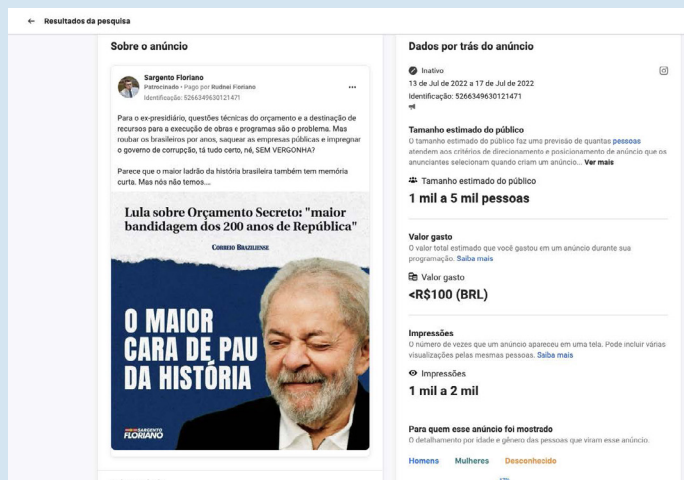 ← Resultados da pesquisa
Sobre o anúncio
Sargento Floriano
Patrocinado • Pago por Rudnei Floriano
Identificação: 5266349630121471
Para o ex-presidiário, questões técnicas do orçamento e a destinação de
recursos para a execução de obras e programas são o problema. Mas
roubar os brasileiros por anos, saquear as empresas públicas e impregnar
o governo de corrupção, tá tudo certo, né, SEM VERGONHA?
Parece que o maior ladrão da história brasileira também tem memória
curta. Mas nós não temos....
Lula sobre Orçamento Secreto: "maior
bandidagem dos 200 anos de República"
CORREIO BRAZILIENSE
O MAIOR
CARA DE PAU
DA HISTÓRIA
SARGENTO
FLORIANO
Dados por trás do anúncio
Inativo
13 de Jul de 2022 a 17 de Jul de 2022
Identificação: 5266349630121471
Tamanho estimado do público
O tamanho estimado do público faz uma previsão de quantas pessoas
atendem aos critérios de direcionamento e posicionamento de anúncio que os
anunciantes selecionam quando criam um anúncio... Ver mais
Tamanho estimado do público
1 mil a 5 mil pessoas
Valor gasto
O valor total estimado que você gastou em um anúncio durante sua
programação. Saiba mais
Valor gasto
<R$100 (BRL)
Impressões
O número de vezes que um anúncio apareceu em uma tela. Pode incluir várias
visualizações pelas mesmas pessoas. Saiba mais
Impressões
1 mil a 2 mil
Para quem esse anúncio foi mostrado
O detalhamento por idade e gênero das pessoas que viram esse anúncio.
Homens Mulheres Desconhecido